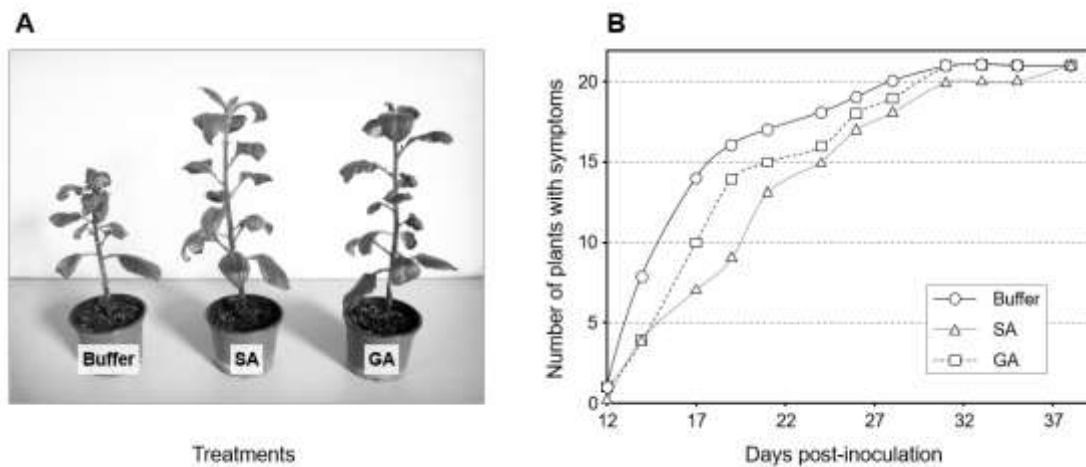 A
Buffer
SA
GA
Treatments
B
Number of plants with symptoms
20
15
10
5
0
12
17
22
27
32
37
Days post-inoculation
Buffer
SA
GA